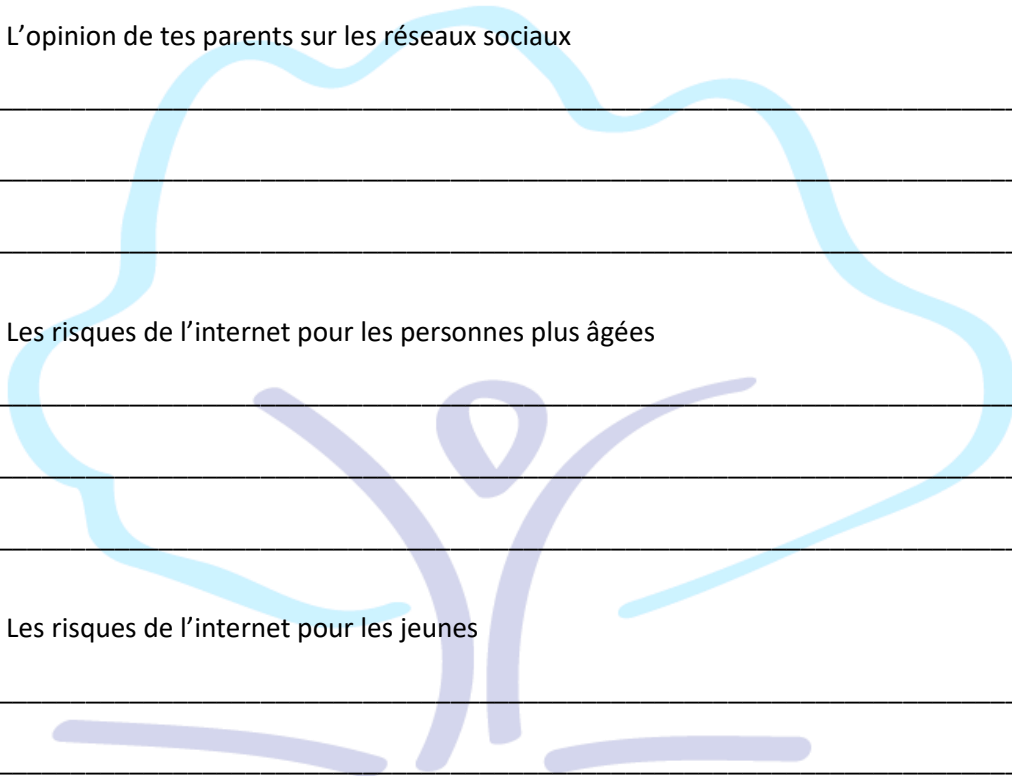 L’opinion de tes parents sur les réseaux sociaux
Les risques de l’internet pour les personnes plus âgées
Les risques de l’internet pour les jeunes